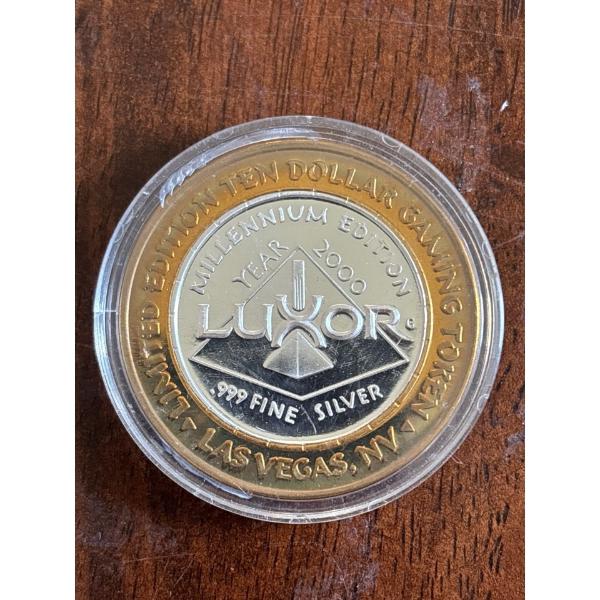 LIMITED EDITION TEN DOLLAR GAMING TOKEN
MILLENNIUM EDITION
YEAR 2000
LUXOR
.999 FINE SILVER
LAS VEGAS, NV